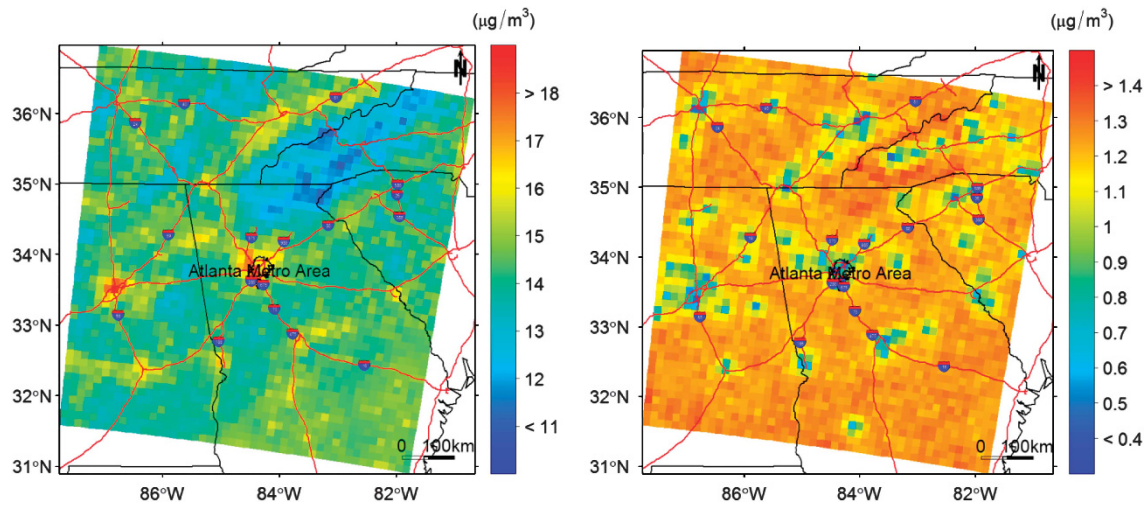 (μg/m³)
> 18
17
16
15
14
13
12
< 11
36°N
35°N
34°N
33°N
32°N
31°N
86°W
84°W
82°W
N
Atlanta Metro Area
0 100km
(μg/m³)
> 1.4
1.3
1.2
1.1
1.0
0.9
0.8
0.7
0.6
0.5
< 0.4
36°N
35°N
34°N
33°N
32°N
31°N
86°W
84°W
82°W
N
Atlanta Metro Area
0 100km